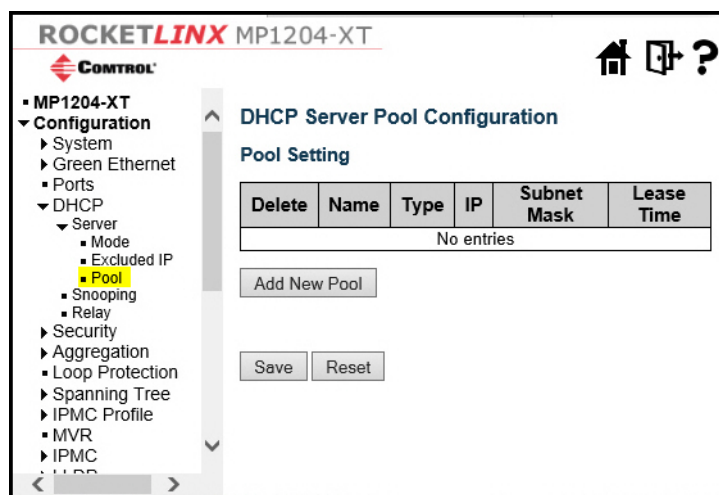 ROCKETLINX MP1204-XT
COMTROL
?
MP1204-XT
Configuration
System
Green Ethernet
Ports
DHCP
Server
Mode
Excluded IP
Pool
Snooping
Relay
Security
Aggregation
Loop Protection
Spanning Tree
IPMC Profile
MVR
IPMC
DHCP Server Pool Configuration
Pool Setting
Delete Name Type IP Subnet Mask Lease Time
No entries
Add New Pool
Save Reset